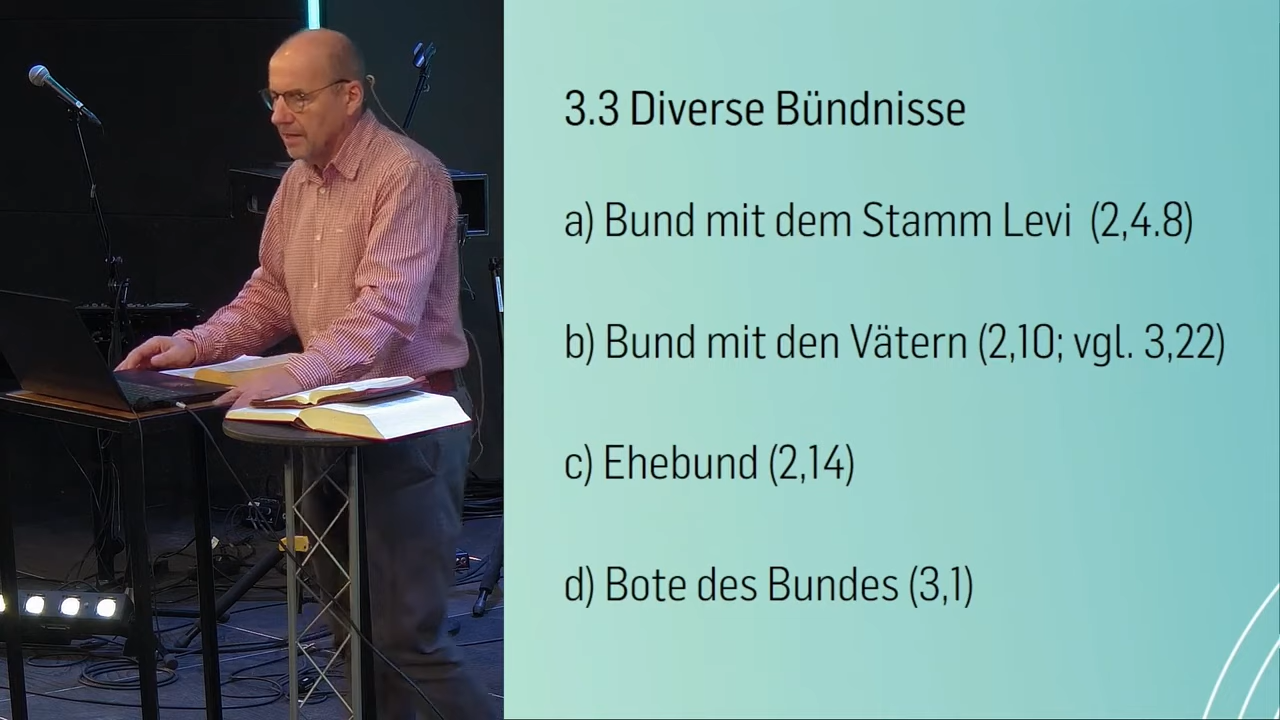 3.3 Diverse Bündnisse
a) Bund mit dem Stamm Levi (2,4.8)
b) Bund mit den Vätern (2,10; vgl. 3,22)
c) Ehebund (2,14)
d) Bote des Bundes (3,1)